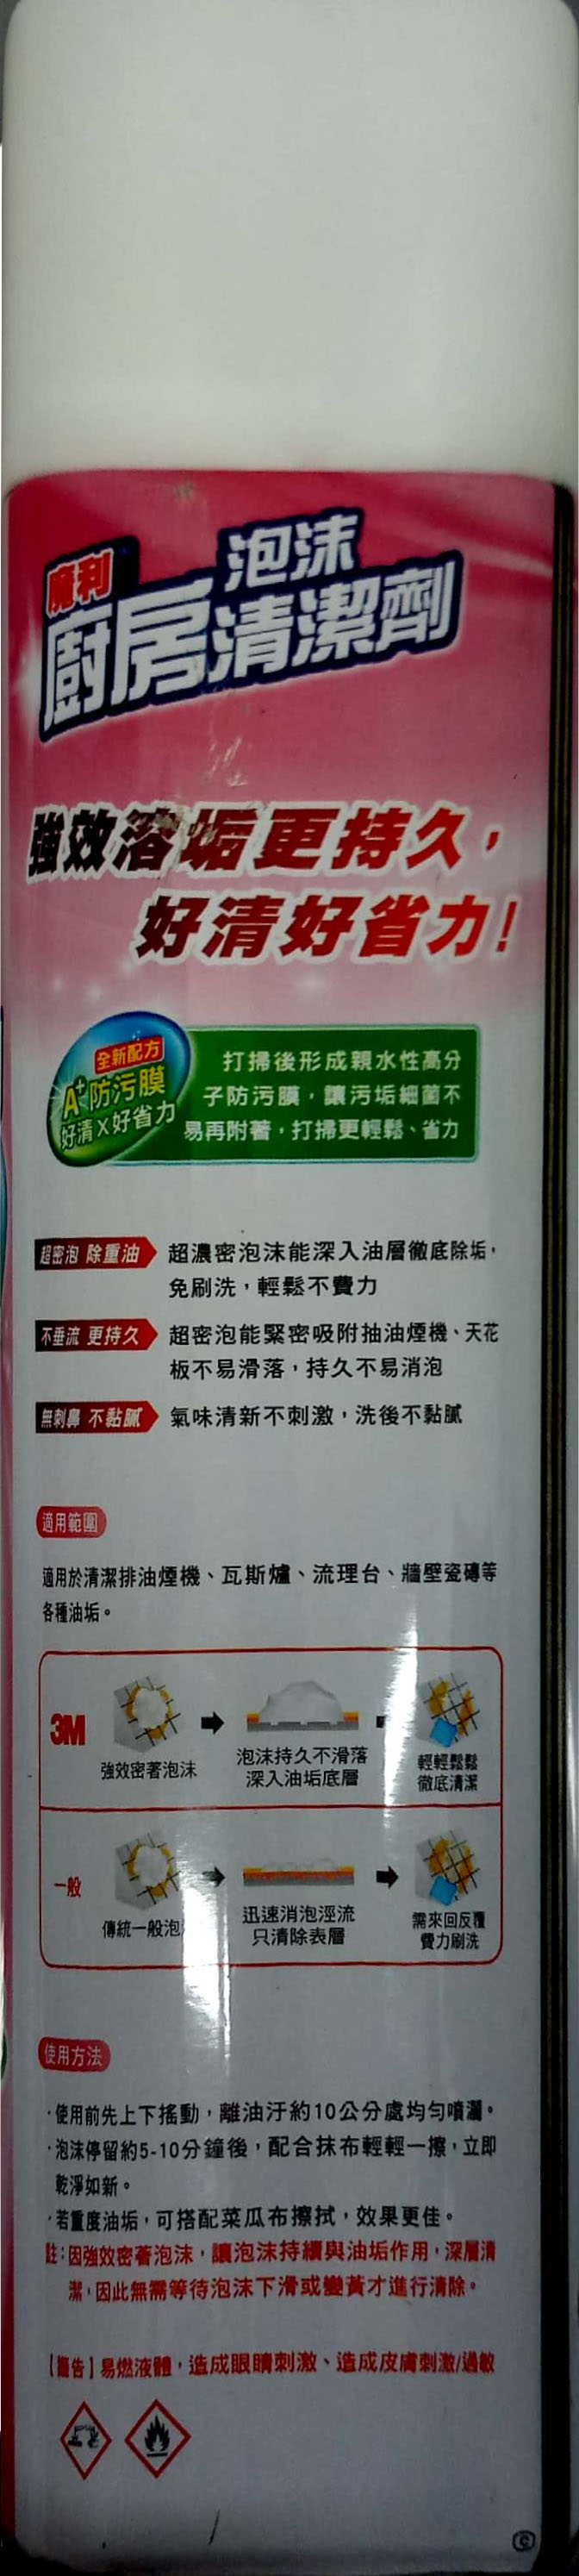 魔利
泡沫
廚房清潔劑
強效溶垢更持久，
好清好省力！
全新配方
A+防污膜
好清X好省力
打掃後形成親水性高分
子防污膜，讓污垢細菌不
易再附著，打掃更輕鬆、省力
超密泡 除重油
超濃密泡沫能深入油層徹底除垢，
免刷洗，輕鬆不費力
不垂流 更持久
超密泡能緊密吸附抽油煙機、天花
板不易滑落，持久不易消泡
無刺鼻 不黏膩
氣味清新不刺激，洗後不黏膩
適用範圍
適用於清潔排油煙機、瓦斯爐、流理台、牆壁瓷磚等
各種油垢。
3M
強效密著泡沫
泡沫持久不滑落
深入油垢底層
輕輕鬆鬆
徹底清潔
一般
傳統一般泡
迅速消泡淫流
只清除表層
需來回反覆
費力刷洗
使用方法
·使用前先上下搖動，離油汙約10公分處均勻噴灑。
·泡沫停留約5-10分鐘後，配合抹布輕輕一擦，立即
乾淨如新。
·若重度油垢，可搭配菜瓜布擦拭，效果更佳。
註：因強效密著泡沫，讓泡沫持續與油垢作用，深層清
潔，因此無需等待泡沫下滑或變黃才進行清除。
【警告】易燃液體，造成眼睛刺激、造成皮膚刺激/過敏
©